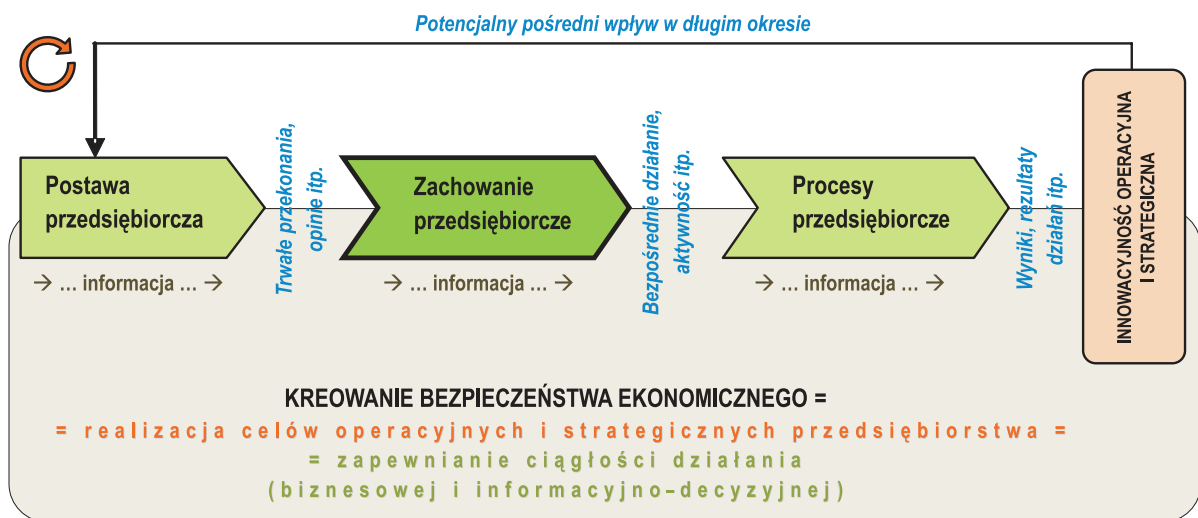 Potencjalny pośredni wpływ w długim okresie
Postawa
przedsiębiorcza
Trwałe przekonania,
opinie itp.
Zachowanie
przedsiębiorcze
Bezpośrednie działanie,
aktywność itp.
Procesy
przedsiębiorcze
Wyniki, rezultaty
działań itp.
INNOWACYJNOŚĆ OPERACYJNA
I STRATEGICZNA
→ ... informacja ... →
→ ... informacja ... →
→ ... informacja ... →
KREOWANIE BEZPIECZEŃSTWA EKONOMICZNEGO =
= realizacja celów operacyjnych i strategicznych przedsiębiorstwa =
= zapewnianie ciągłości działania
(biznesowej i informacyjno–decyzyjnej)